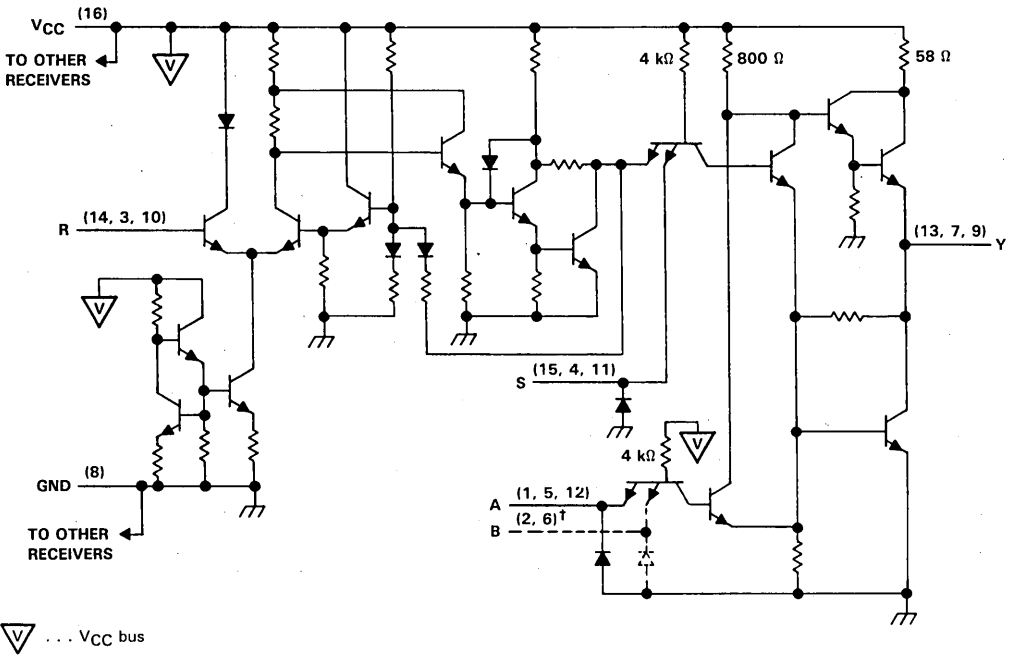 VCC (16)
TO OTHER
RECEIVERS
V
4 kΩ
800 Ω
58 Ω
R (14, 3, 10)
(13, 7, 9) Y
V
S (15, 4, 11)
V
4 kΩ
GND (8)
A (1, 5, 12)
B (2, 6)†
TO OTHER
RECEIVERS
V ... VCC bus